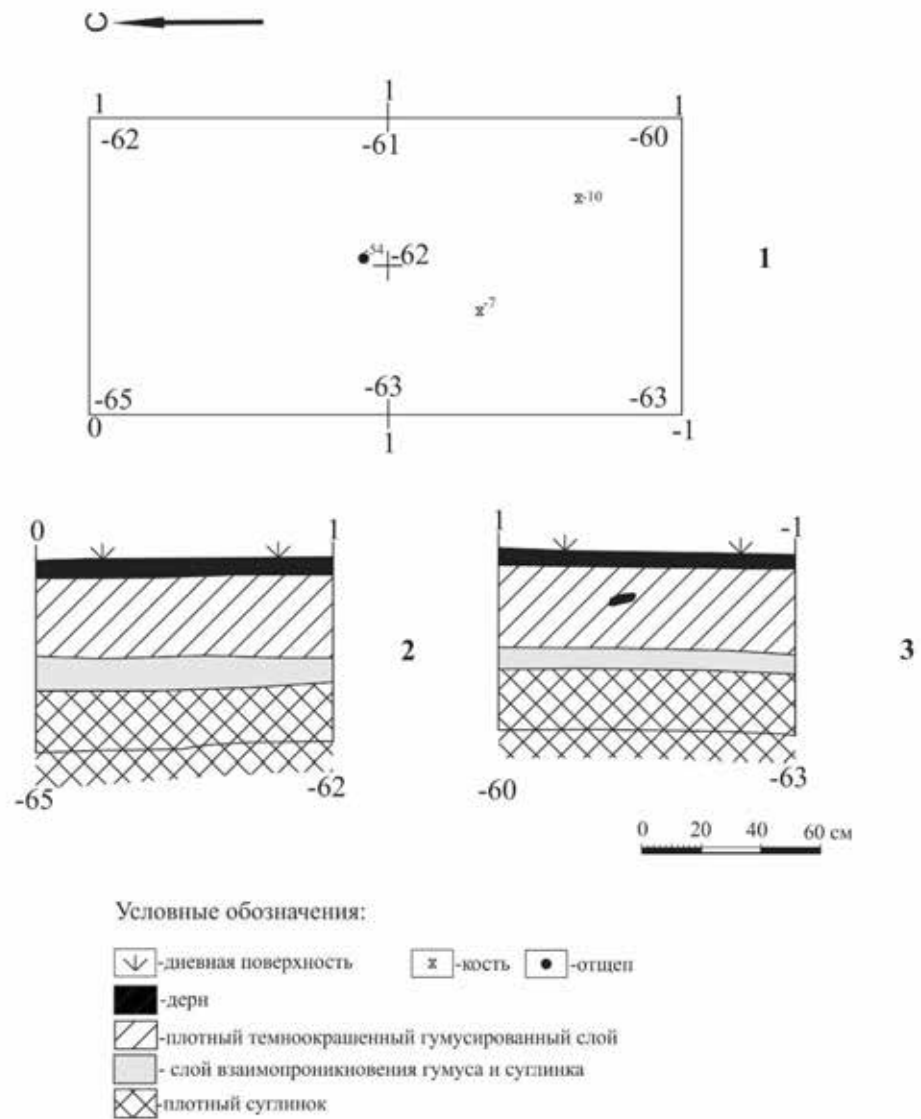 С
1 1 1
-62 -61 -60
-10
-54 -62
1
-7
-65 -63 -63
0 1 -1
0 1
1 -1
2
3
-65 -62
-60 -63
0 20 40 60 см
Условные обозначения:
-дневная поверхность -кость -отщеп
-дерн
-плотный темноокрашенный гумусированный слой
- слой взаимопроникновения гумуса и суглинка
-плотный суглинок